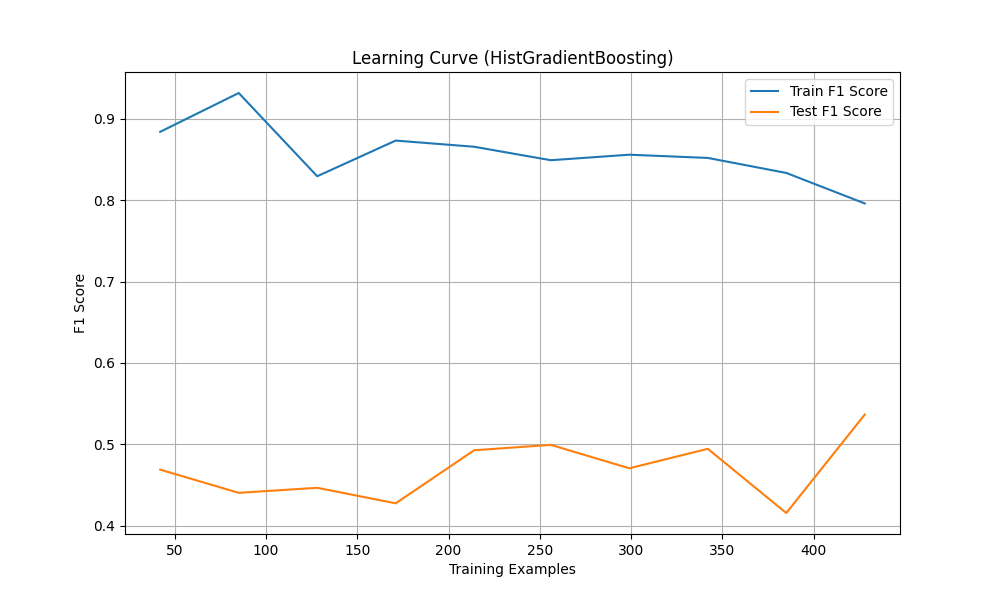 Learning Curve (HistGradientBoosting)
Train F1 Score
Test F1 Score
F1 Score
0.9
0.8
0.7
0.6
0.5
0.4
50 100 150 200 250 300 350 400
Training Examples